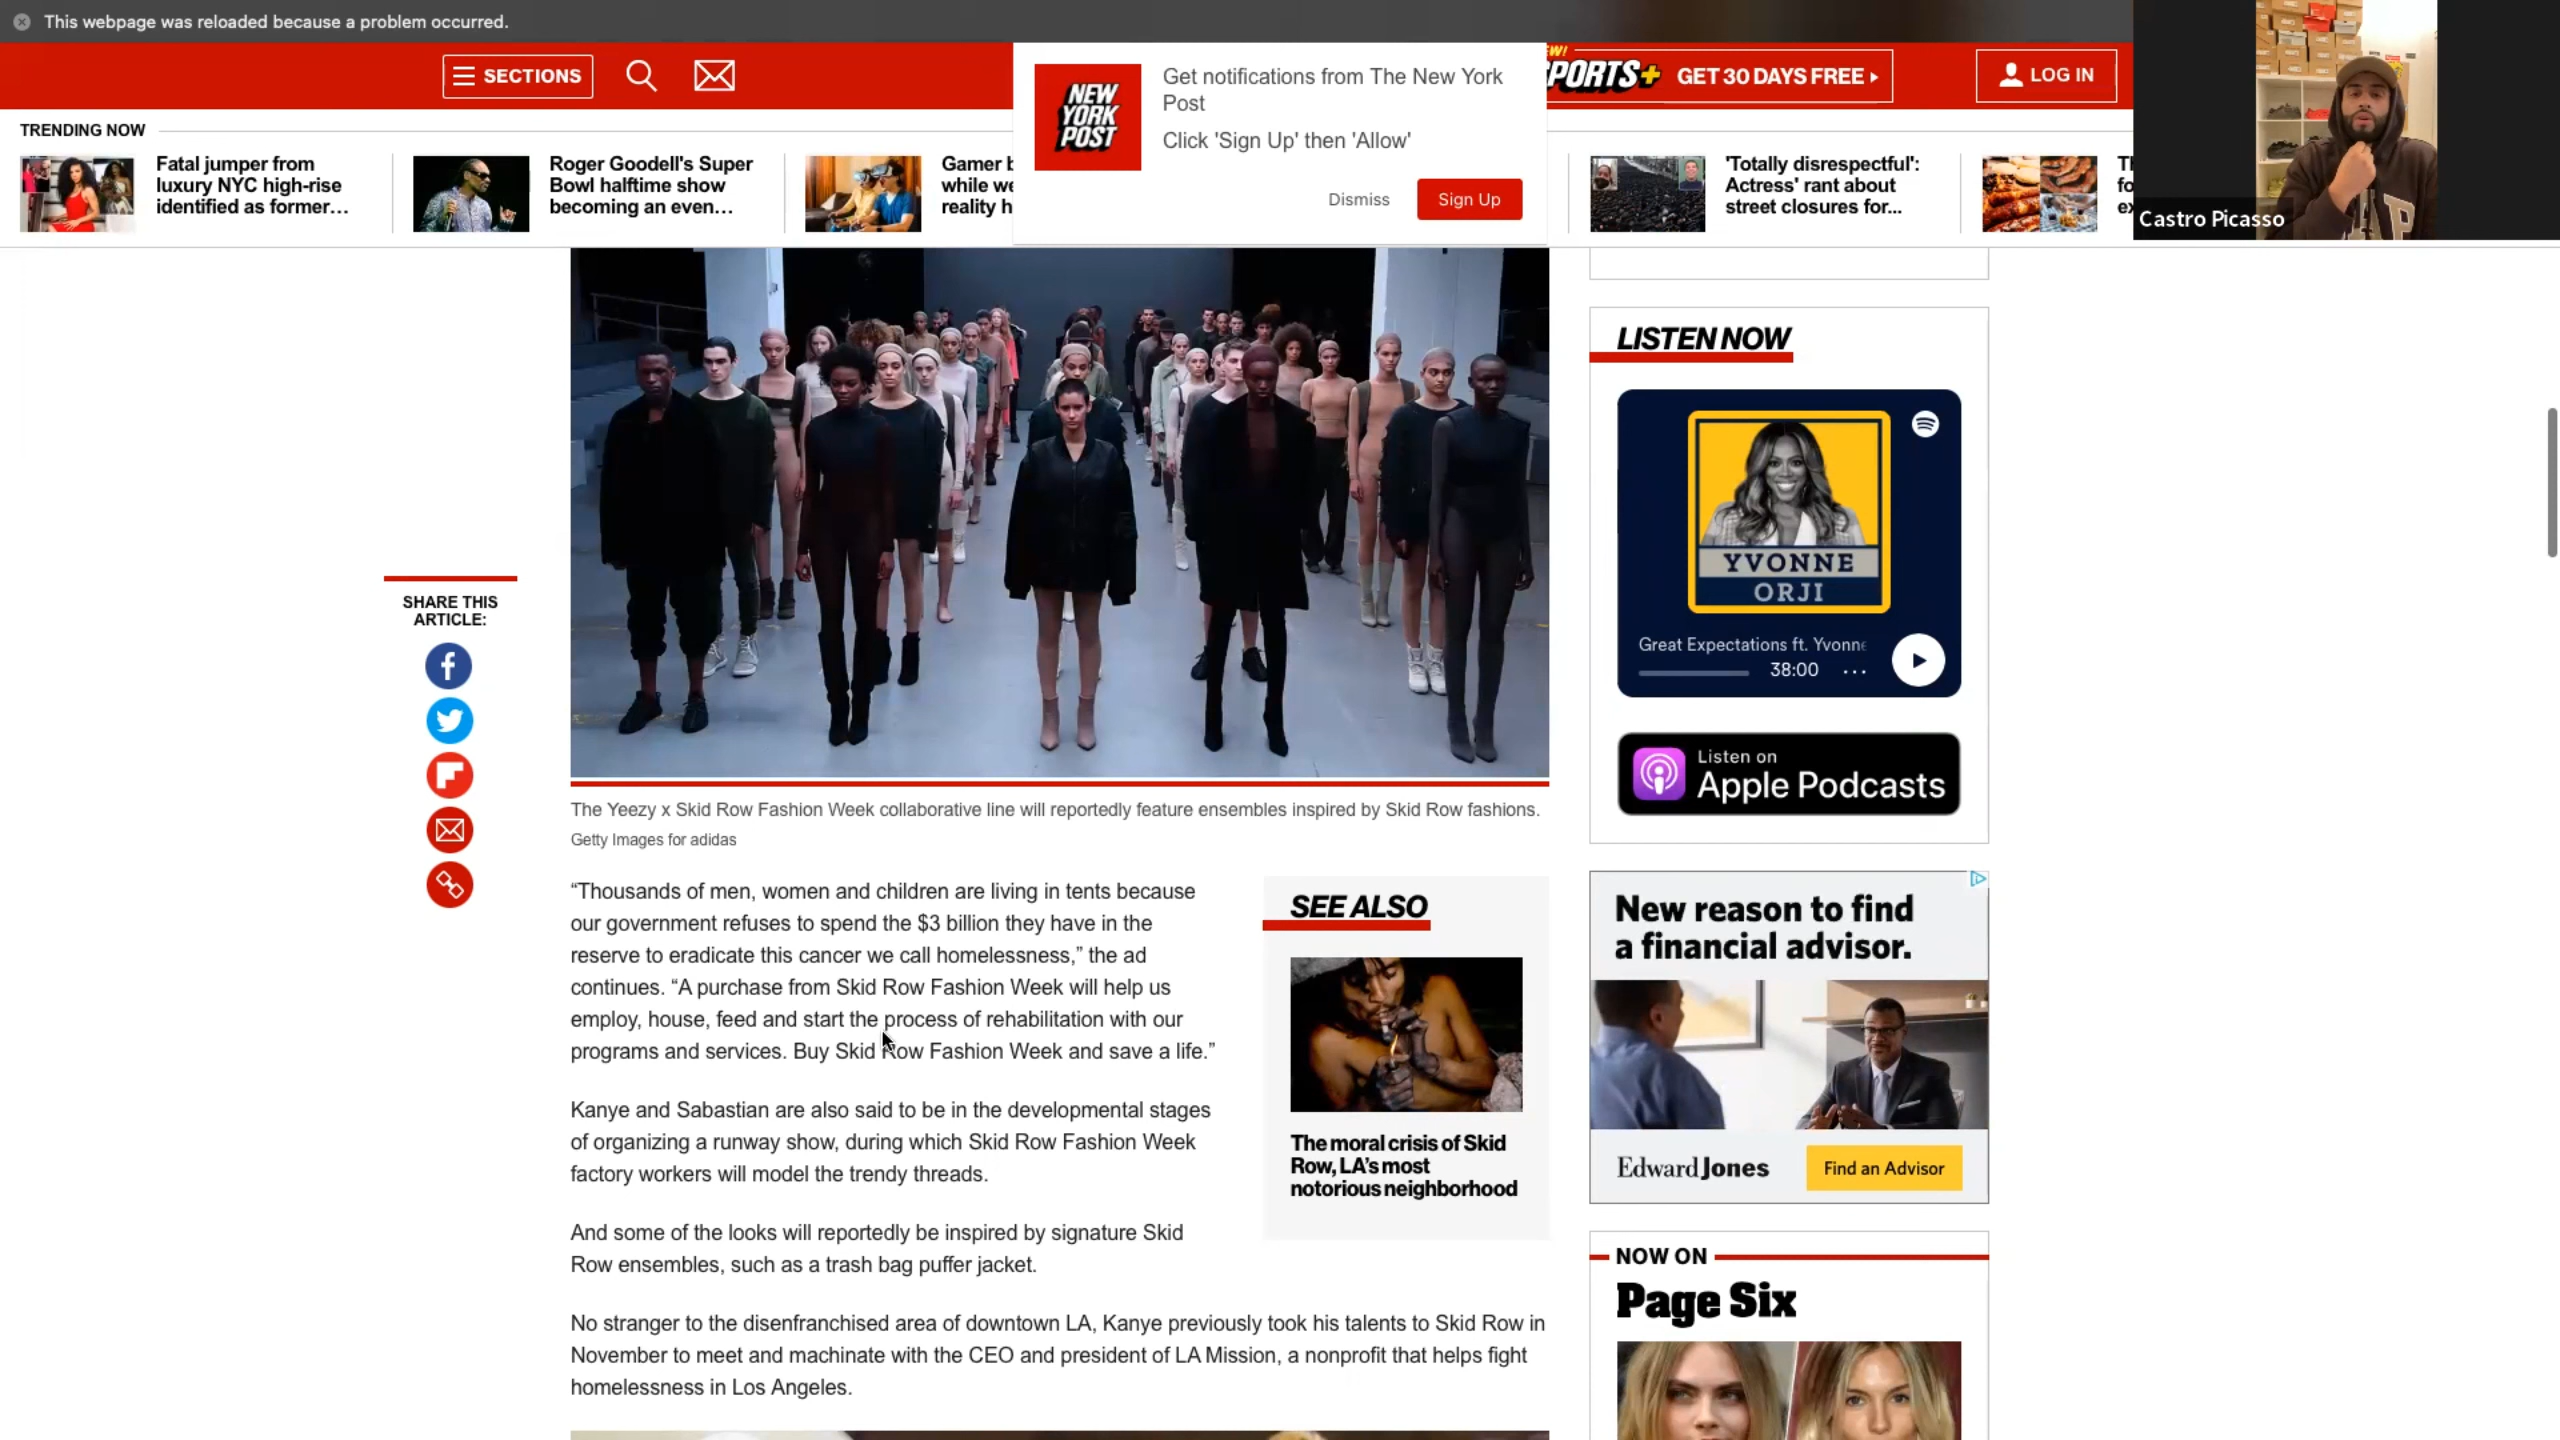 This webpage was reloaded because a problem occurred.
SECTIONS
NEW
YORK
POST
Get notifications from The New York
Post
Click 'Sign Up' then 'Allow'
Dismiss
Sign Up
SPORTS+
GET 30 DAYS FREE
LOG IN
TRENDING NOW
Fatal jumper from
luxury NYC high-rise
identified as former...
Roger Goodell's Super
Bowl halftime show
becoming an even...
Gamer
while we
reality
'Totally disrespectful':
Actress' rant about
street closures for...
Castro Picasso
SHARE THIS
ARTICLE:
The Yeezy x Skid Row Fashion Week collaborative line will reportedly feature ensembles inspired by Skid Row fashions.
Getty Images for adidas
“Thousands of men, women and children are living in tents because
our government refuses to spend the $3 billion they have in the
reserve to eradicate this cancer we call homelessness,” the ad
continues. “A purchase from Skid Row Fashion Week will help us
employ, house, feed and start the process of rehabilitation with our
programs and services. Buy Skid Row Fashion Week and save a life.”
Kanye and Sabastian are also said to be in the developmental stages
of organizing a runway show, during which Skid Row Fashion Week
factory workers will model the trendy threads.
And some of the looks will reportedly be inspired by signature Skid
Row ensembles, such as a trash bag puffer jacket.
No stranger to the disenfranchised area of downtown LA, Kanye previously took his talents to Skid Row in
November to meet and machinate with the CEO and president of LA Mission, a nonprofit that helps fight
homelessness in Los Angeles.
SEE ALSO
The moral crisis of Skid
Row, LA’s most
notorious neighborhood
LISTEN NOW
YVONNE
ORJI
Great Expectations ft. Yvonne
38:00
Listen on
Apple Podcasts
New reason to find
a financial advisor.
Edward Jones
Find an Advisor
NOW ON
Page Six